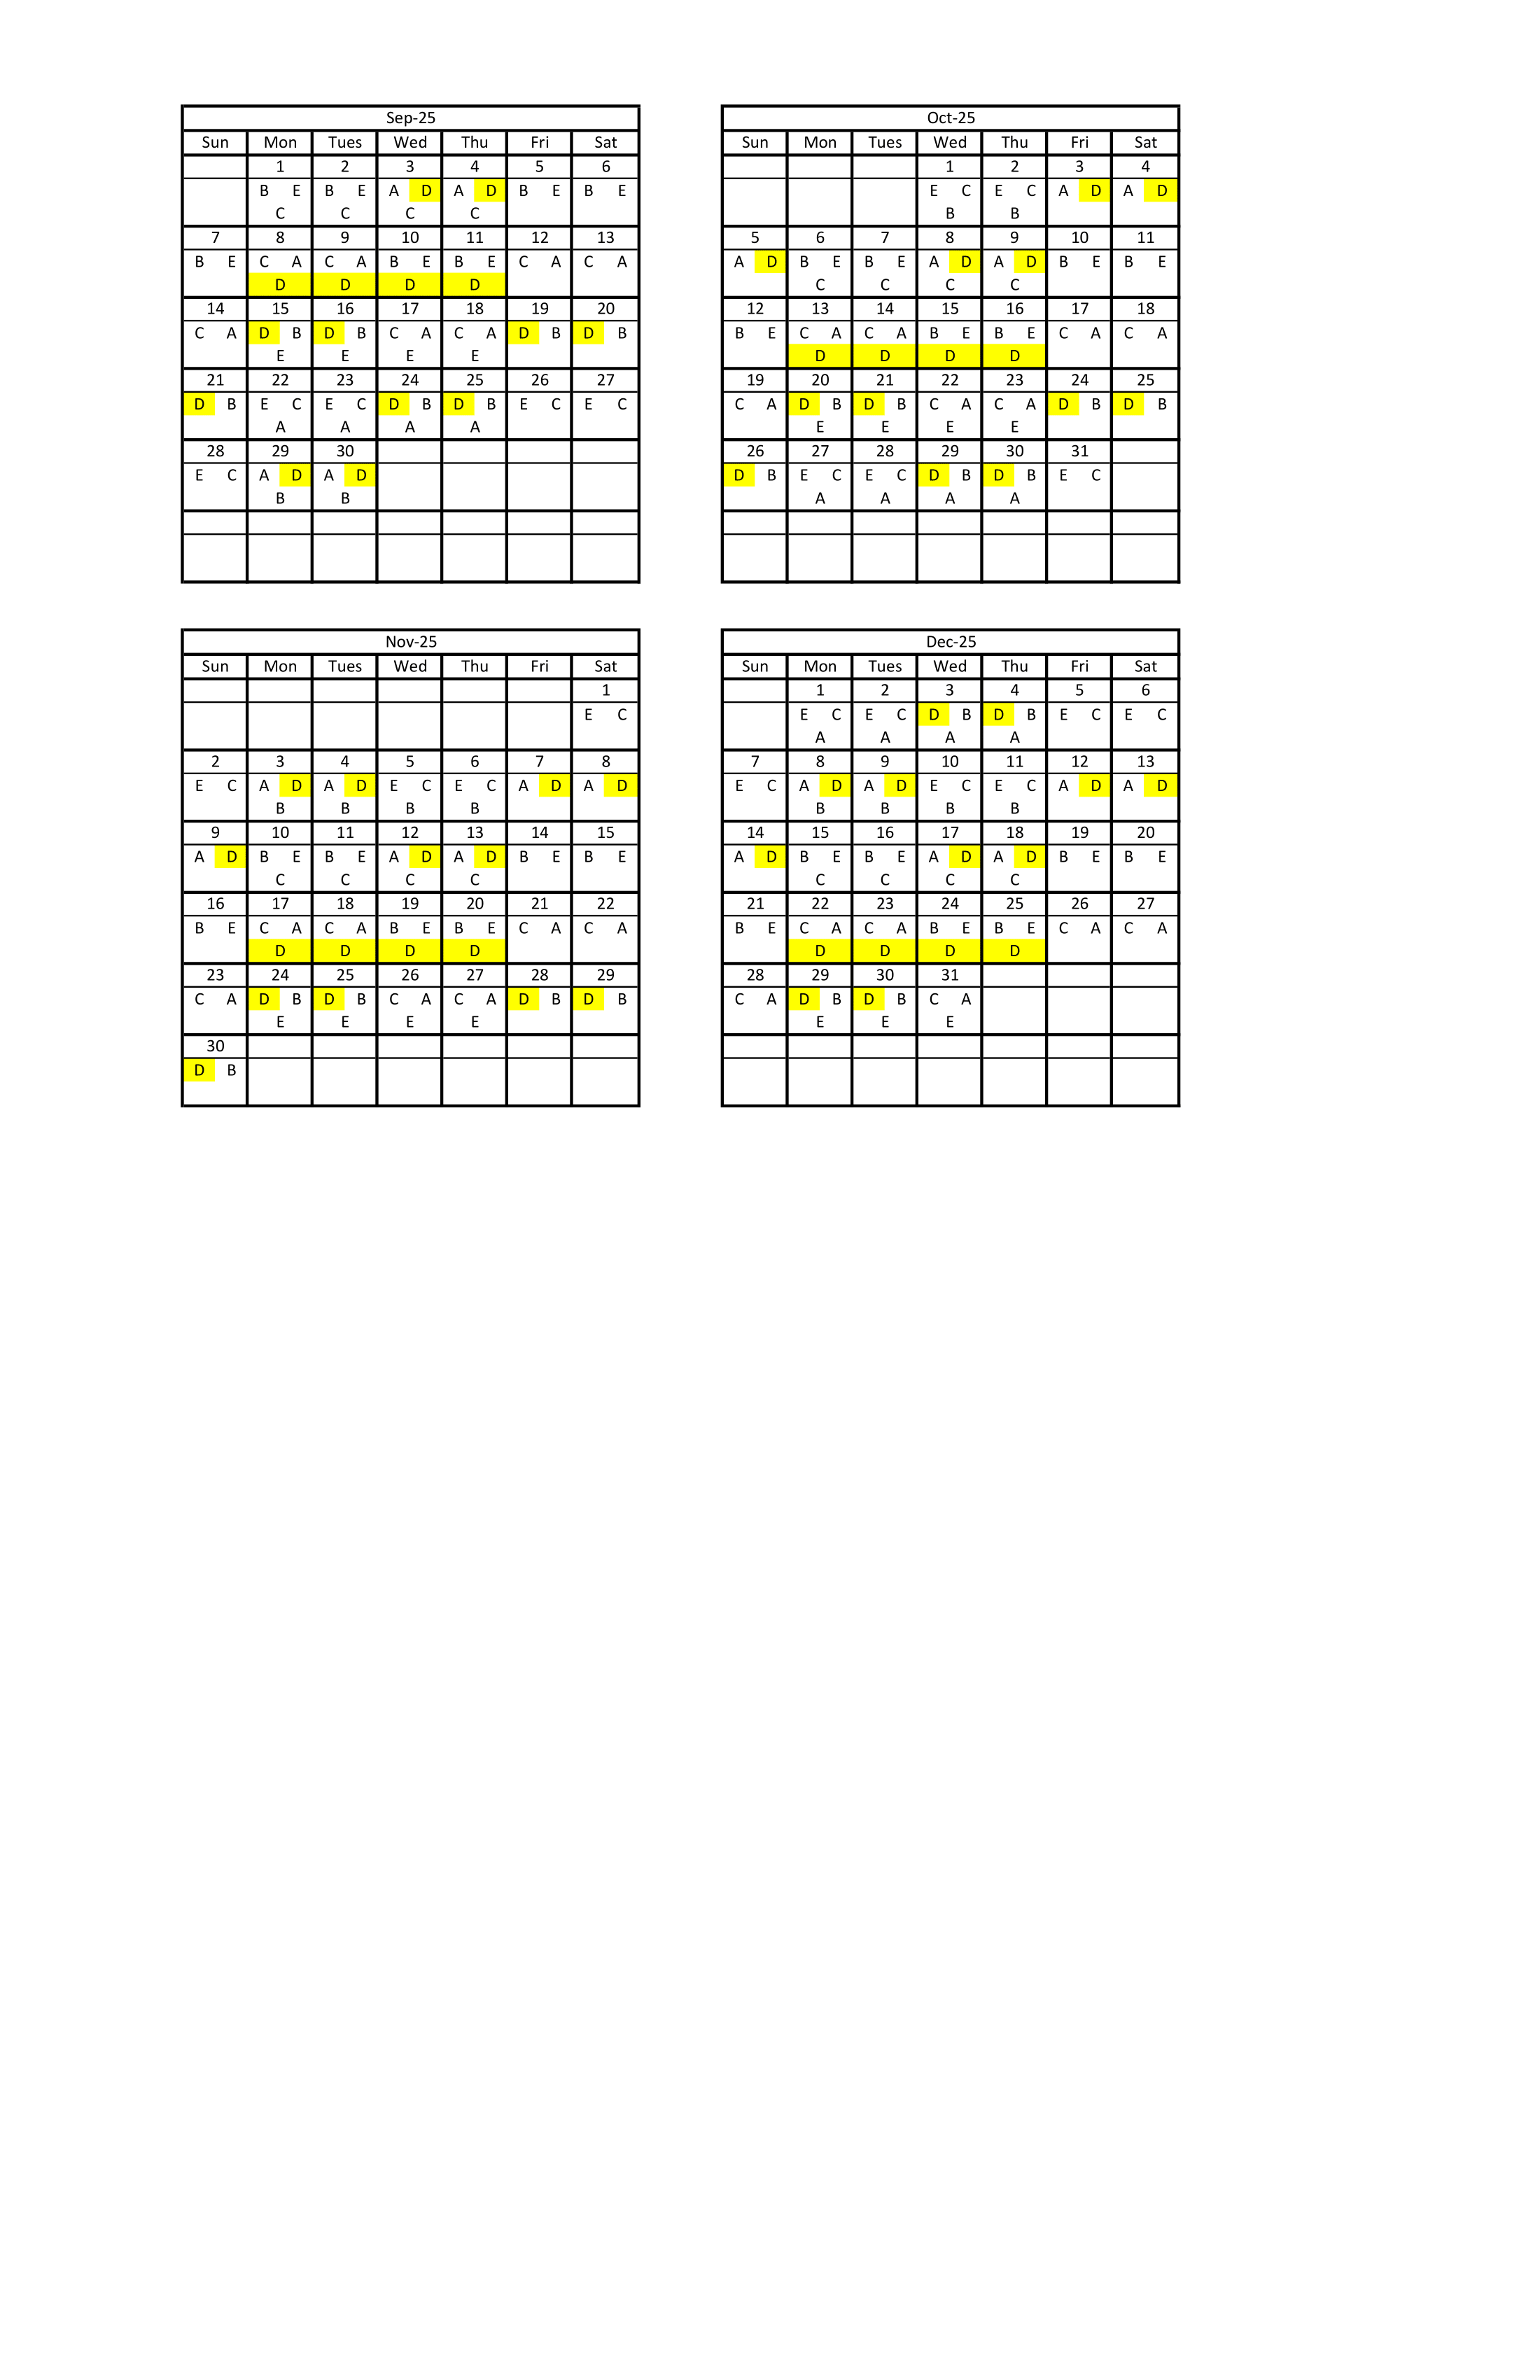 Sep-25
Sun Mon Tues Wed Thu Fri Sat
1 2 3 4 5 6
B E B E A D A D B E B E
C C C C
7 8 9 10 11 12 13
B E C A C A B E B E C A C A
D D D D
14 15 16 17 18 19 20
C A D B D B C A C A D B D B
E E E E
21 22 23 24 25 26 27
D B E C E C D B D B E C E C
A A A A
28 29 30
E C A D A D
B B
Oct-25
Sun Mon Tues Wed Thu Fri Sat
1 2 3 4
E C E C A D A D
B B
5 6 7 8 9 10 11
A D B E B E A D A D B E B E
C C C C
12 13 14 15 16 17 18
B E C A C A B E B E C A C A
D D D D
19 20 21 22 23 24 25
C A D B D B C A C A D B D B
E E E E
26 27 28 29 30 31
D B E C E C D B D B E C
A A A A
Nov-25
Sun Mon Tues Wed Thu Fri Sat
1
E C
2 3 4 5 6 7 8
E C A D A D E C E C A D A D
B B B B
9 10 11 12 13 14 15
A D B E B E A D A D B E B E
C C C C
16 17 18 19 20 21 22
B E C A C A B E B E C A C A
D D D D
23 24 25 26 27 28 29
C A D B D B C A C A D B D B
E E E E
30
D B
Dec-25
Sun Mon Tues Wed Thu Fri Sat
1 2 3 4 5 6
E C E C D B D B E C E C
A A A A
7 8 9 10 11 12 13
E C A D A D E C E C A D A D
B B B B
14 15 16 17 18 19 20
A D B E B E A D A D B E B E
C C C C
21 22 23 24 25 26 27
B E C A C A B E B E C A C A
D D D D
28 29 30 31
C A D B D B C A
E E E